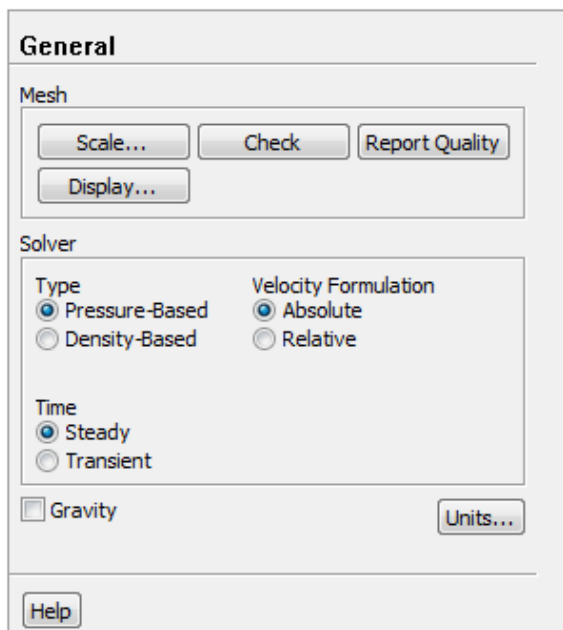 General
Mesh
Scale... Check Report Quality
Display...
Solver
Type Velocity Formulation
Pressure-Based Absolute
Density-Based Relative
Time
Steady
Transient
Gravity Units...
Help